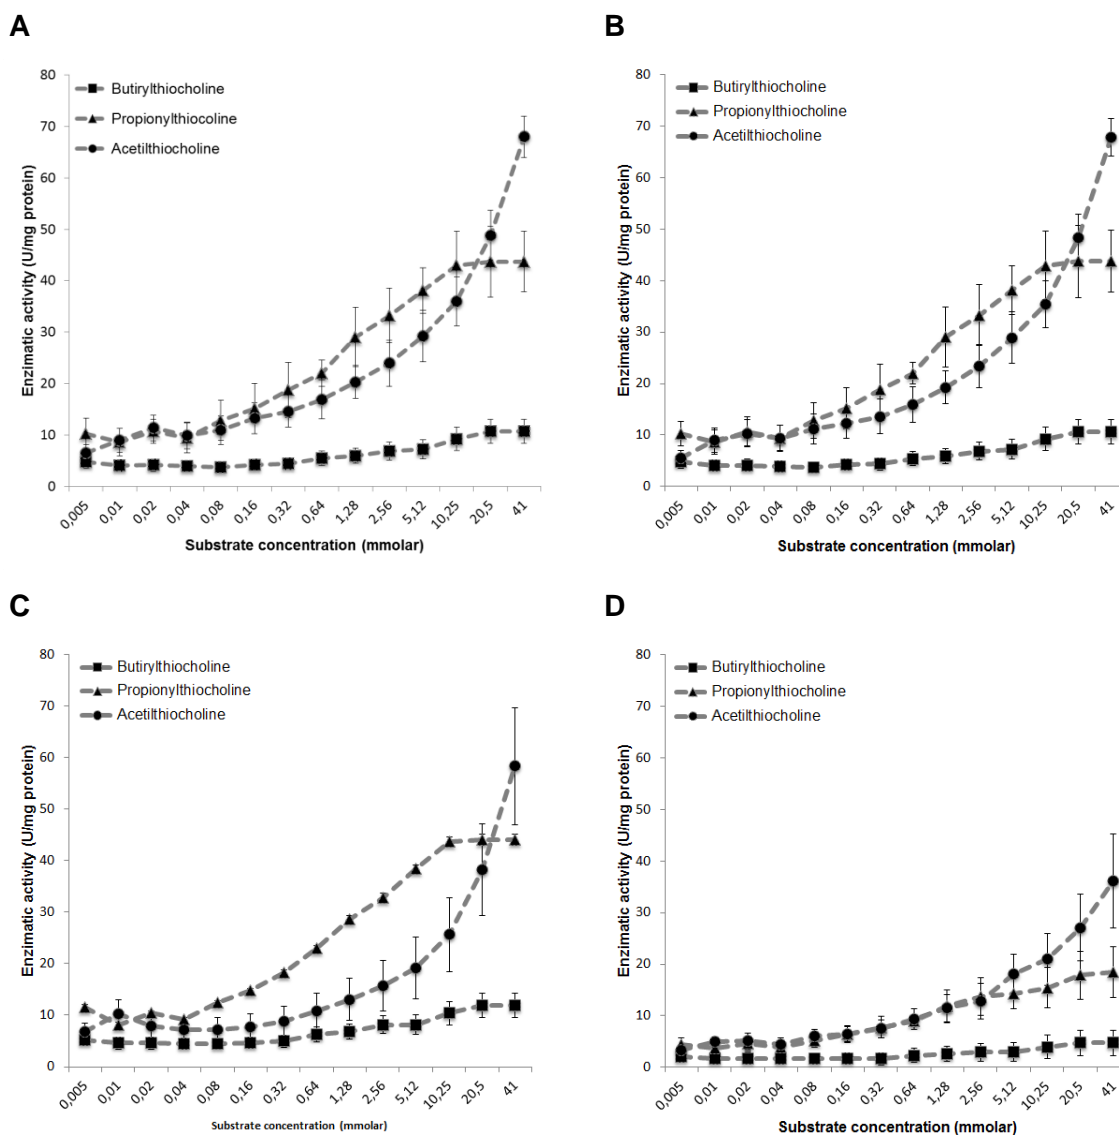 A
80
70
60
50
40
30
20
10
0
Enzimatic activity (U/mg protein)
Butirylthiocholine
Propionylthiocoline
Acetilthiocholine
0,005 0,01 0,02 0,04 0,08 0,16 0,32 0,64 1,28 2,56 5,12 10,25 20,5 41
Substrate concentration (mmolar)
B
80
70
60
50
40
30
20
10
0
Enzimatic activity (U/mg protein)
Butirylthiocholine
Propionylthiocholine
Acetilthiocholine
0,005 0,01 0,02 0,04 0,08 0,16 0,32 0,64 1,28 2,56 5,12 10,25 20,5 41
Substrate concentration (mmolar)
C
80
70
60
50
40
30
20
10
0
Enzimatic activity (U/mg protein)
Butirylthiocholine
Propionylthiocholine
Acetilthiocholine
0,005 0,01 0,02 0,04 0,08 0,16 0,32 0,64 1,28 2,56 5,12 10,25 20,5 41
Substrate concentration (mmolar)
D
80
70
60
50
40
30
20
10
0
Enzimatic activity (U/mg protein)
Butirylthiocholine
Propionylthiocholine
Acetilthiocholine
0,005 0,01 0,02 0,04 0,08 0,16 0,32 0,64 1,28 2,56 5,12 10,25 20,5 41
Substrate concentration (mmolar)